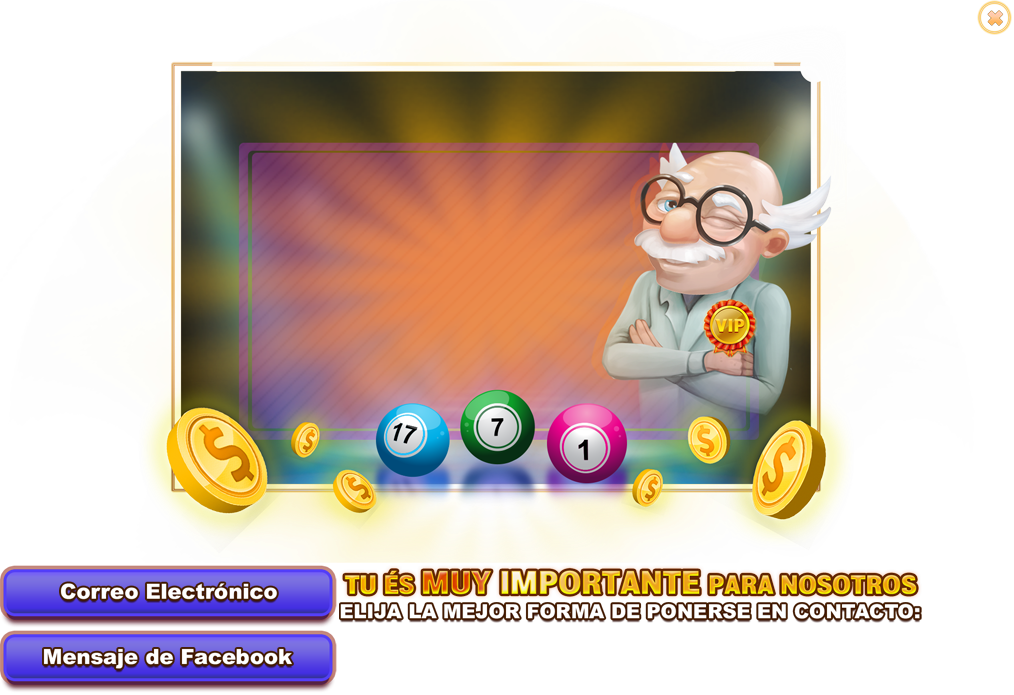 VIP
17
7
1
Correo Electrónico
TU ÉS MUY IMPORTANTE PARA NOSOTROS
ELIJA LA MEJOR FORMA DE PONERSE EN CONTACTO:
Mensaje de Facebook